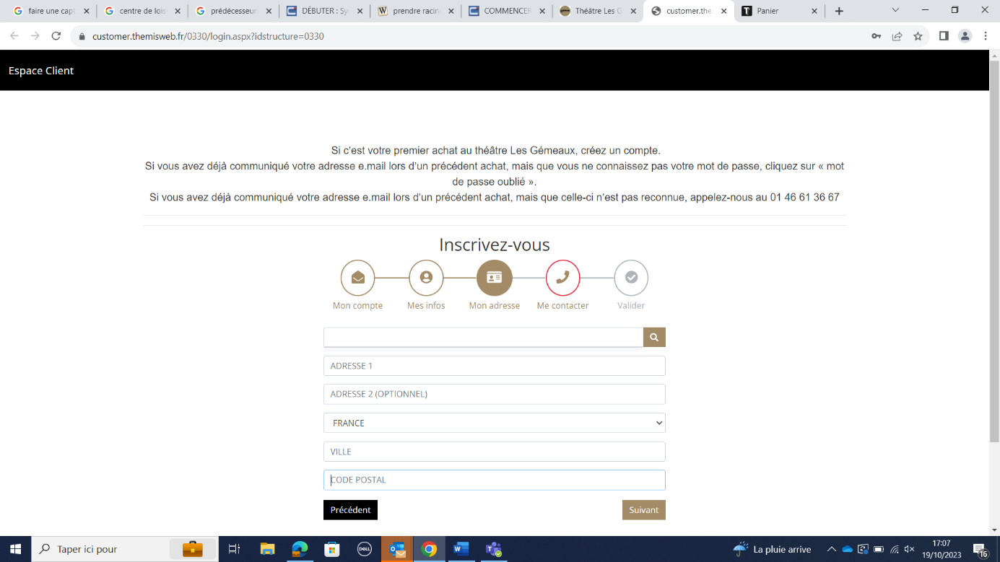 faire une capt
centre de lois
prédécesseur
DÉBUTER : Sy
prendre racin
COMMENCER
Théâtre Les G
customer.the
Panier
customer.themisweb.fr/0330/login.aspx?idstructure=0330
Espace Client
Si c'est votre premier achat au théâtre Les Gémeaux, créez un compte.
Si vous avez déjà communiqué votre adresse e.mail lors d'un précédent achat, mais que vous ne connaissez pas votre mot de passe, cliquez sur « mot
de passe oublié ».
Si vous avez déjà communiqué votre adresse e.mail lors d'un précédent achat, mais que celle-ci n'est pas reconnue, appelez-nous au 01 46 61 36 67
Inscrivez-vous
Mon compte
Mes infos
Mon adresse
Me contacter
Valider
ADRESSE 1
ADRESSE 2 (OPTIONNEL)
FRANCE
VILLE
CODE POSTAL
Précédent
Suivant
Taper ici pour
DELL
La pluie arrive
17:07
19/10/2023
16